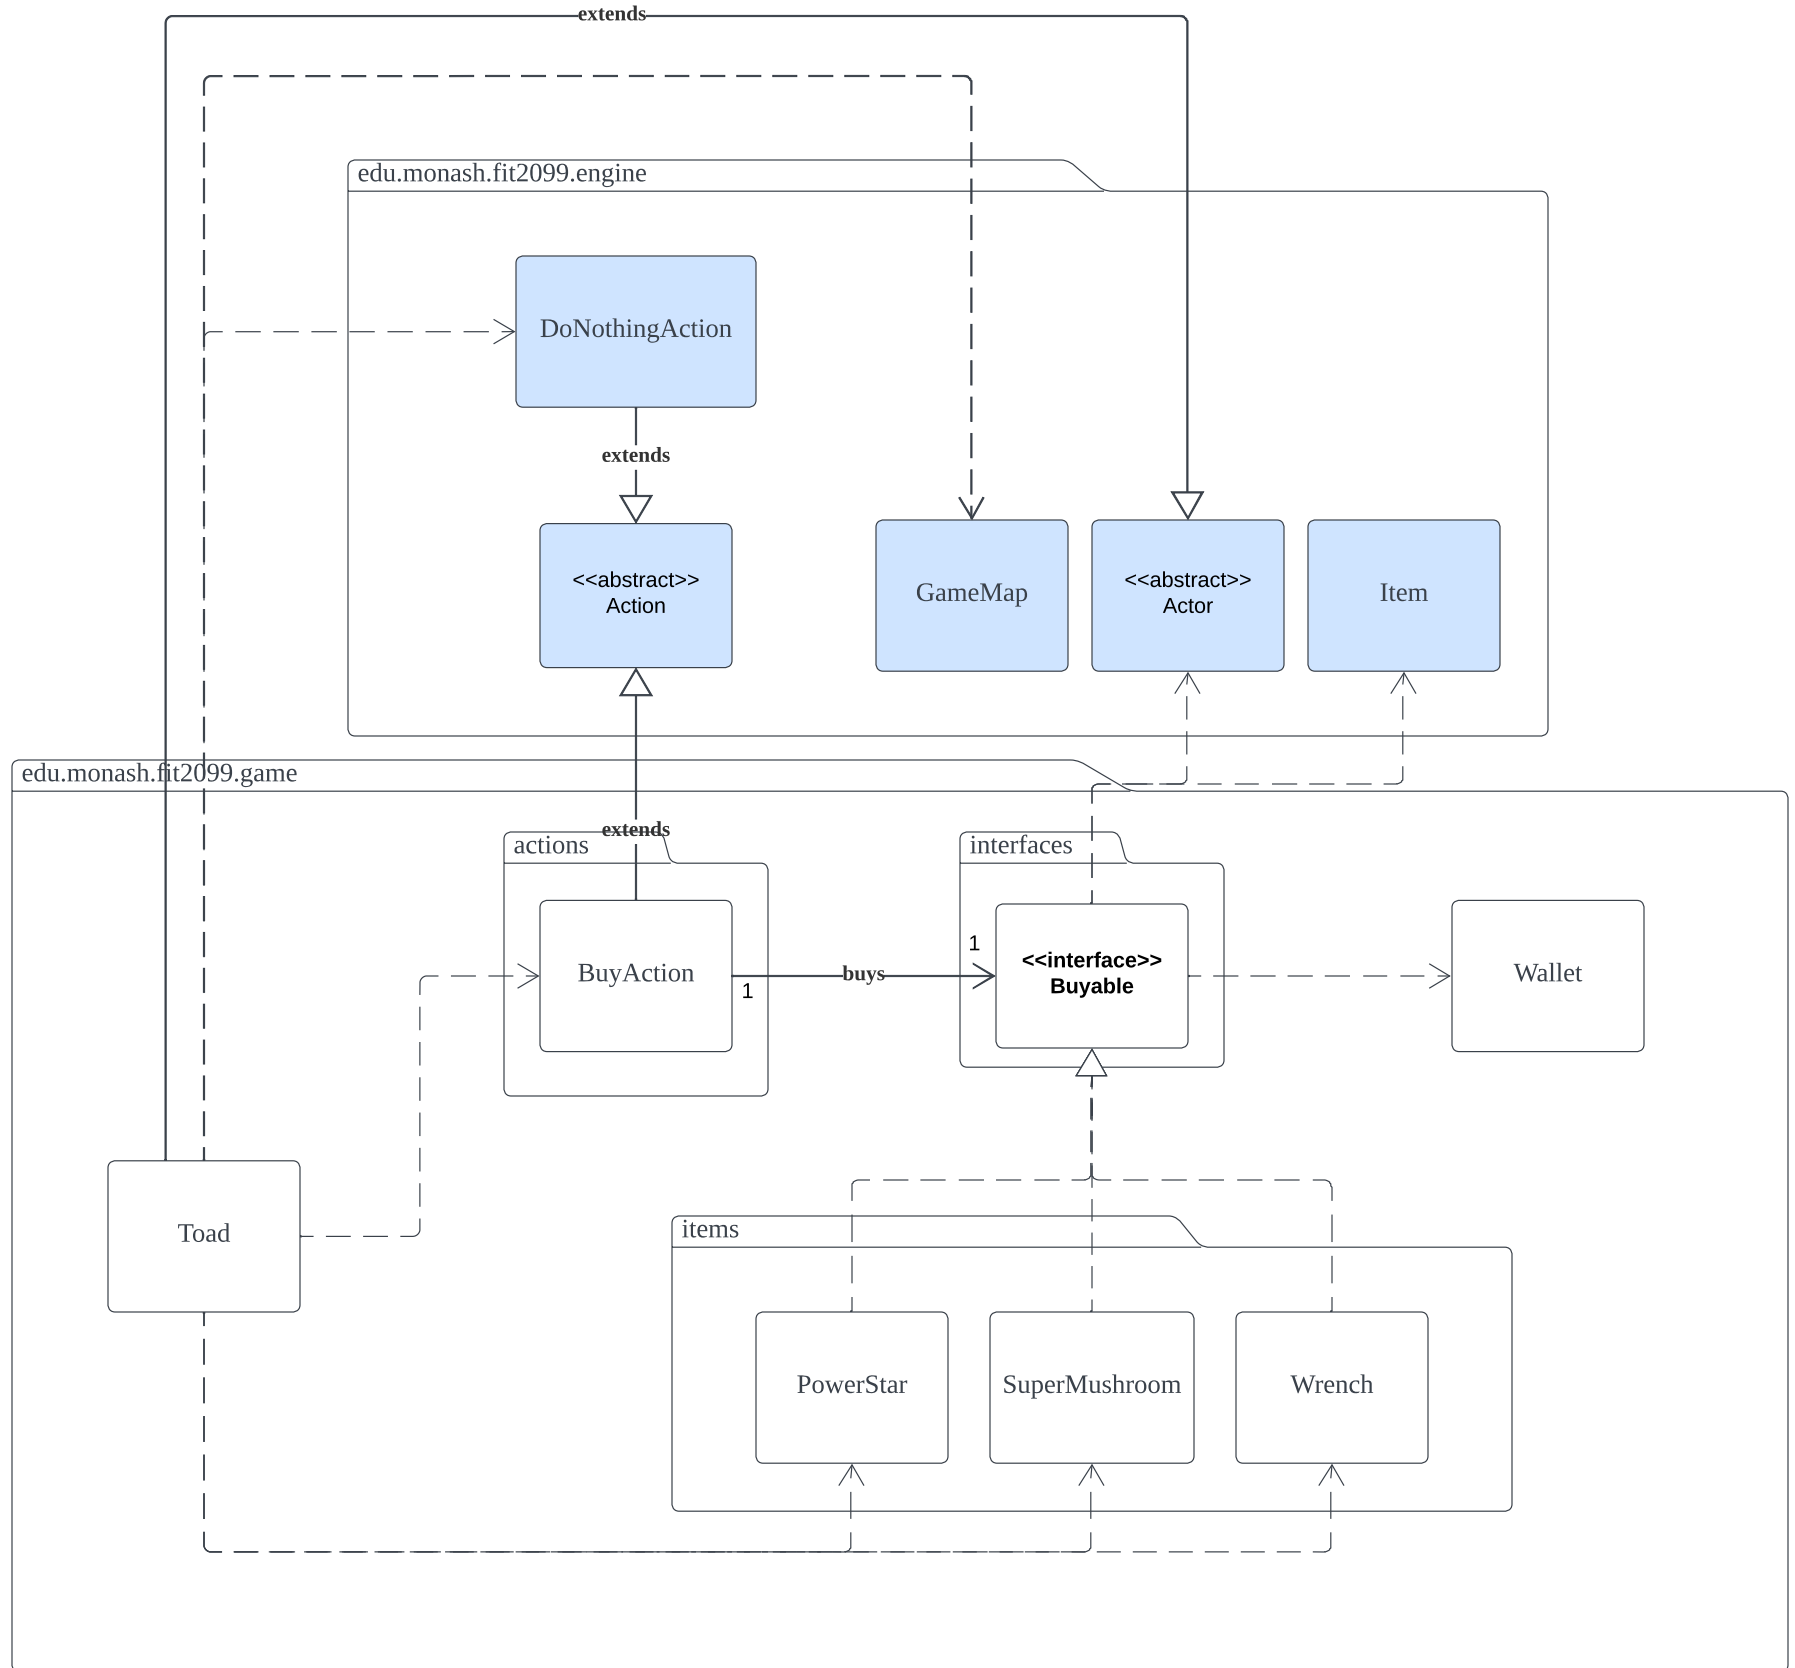 extends
edu.monash.fit2099.engine
DoNothingAction
extends
<<abstract>>
Action
GameMap
<<abstract>>
Actor
Item
edu.monash.fit2099.game
extends
actions
interfaces
BuyAction
1
buys
1
<<interface>>
Buyable
Wallet
Toad
items
PowerStar
SuperMushroom
Wrench